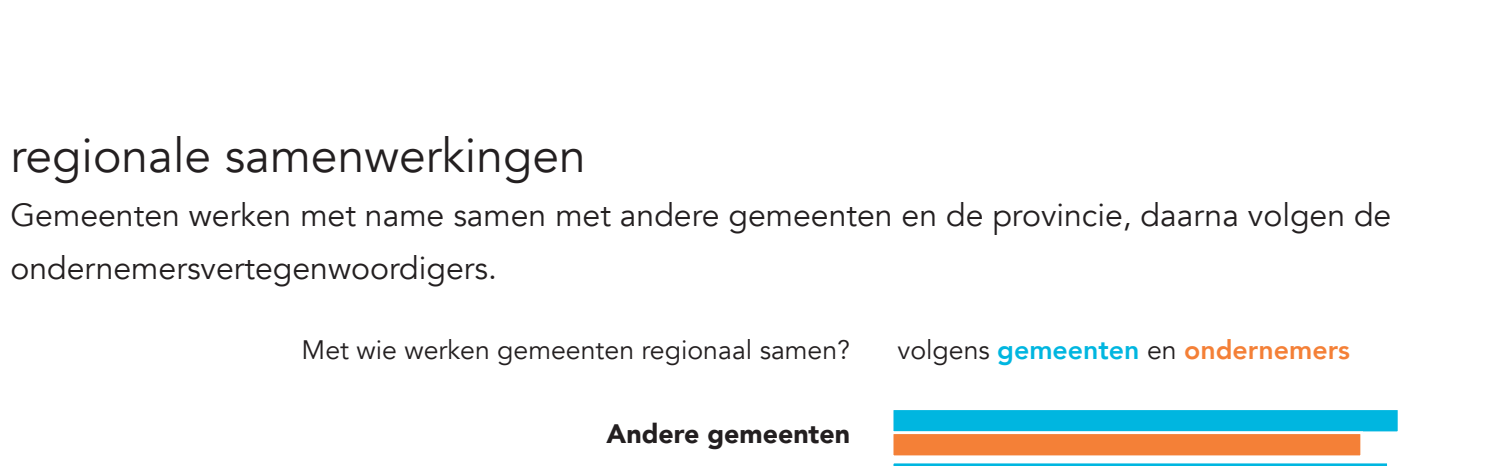 regionale samenwerkingen
Gemeenten werken met name samen met andere gemeenten en de provincie, daarna volgen de
ondernemersvertegenwoordigers.
Met wie werken gemeenten regionaal samen? volgens gemeenten en ondernemers
Andere gemeenten